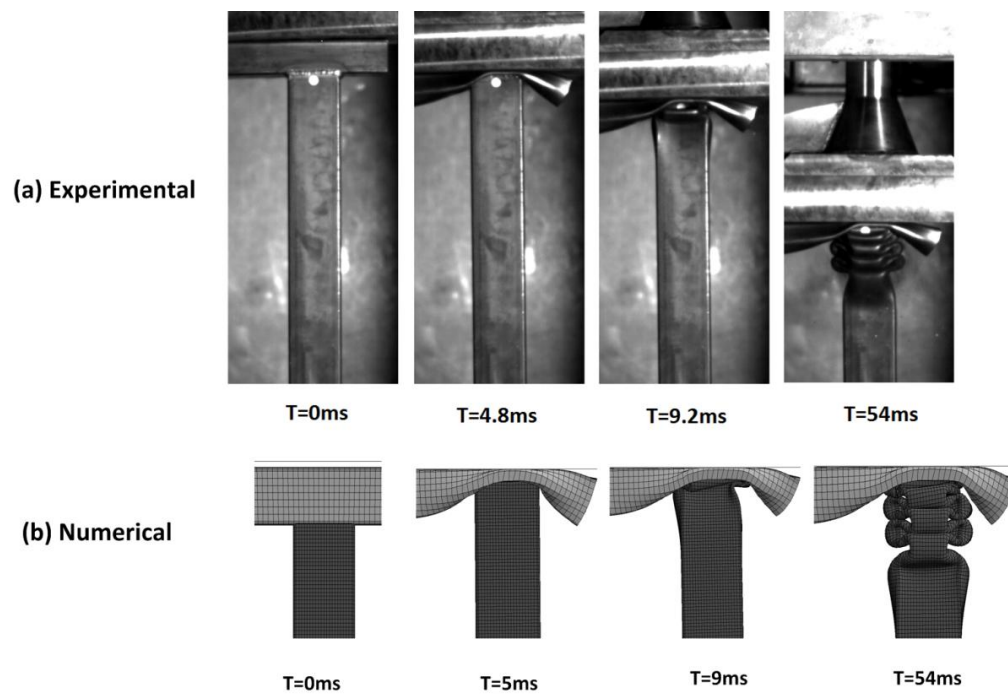 (a) Experimental
T=0ms
T=4.8ms
T=9.2ms
T=54ms
(b) Numerical
T=0ms
T=5ms
T=9ms
T=54ms